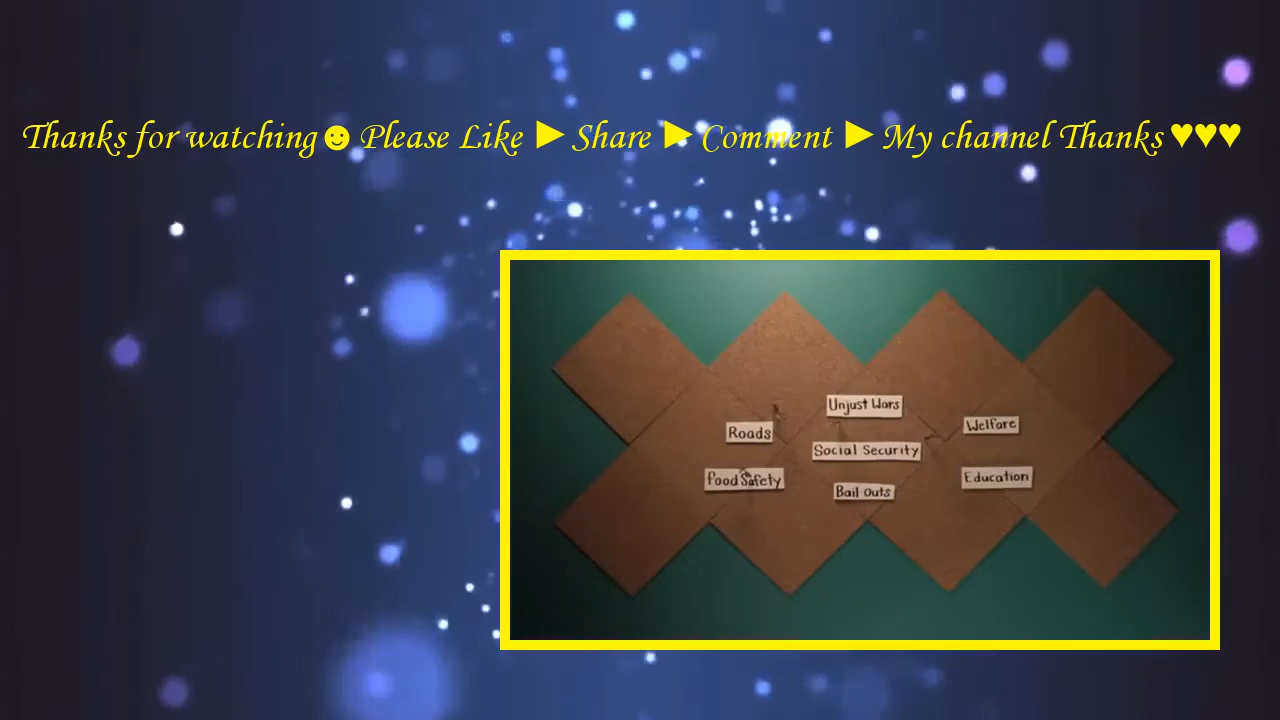 Thanks for watching☻Please Like ►Share ►Comment ►My channel Thanks♥♥♥
Unjust Wars
Roads
Welfare
Social Security
Food Safety
Education
Bail outs